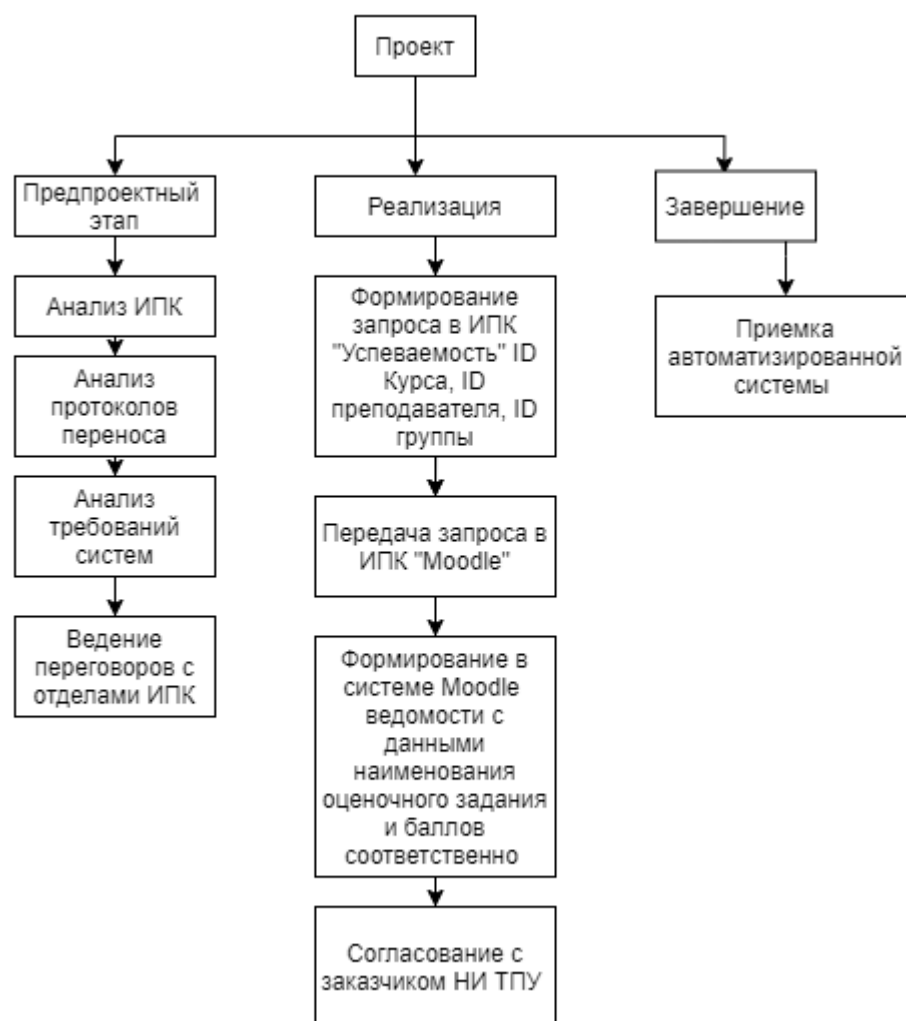 Проект
Предпроектный
этап
Анализ ИПК
Анализ
протоколов
переноса
Анализ
требований
систем
Ведение
переговоров с
отделами ИПК
Реализация
Формирование
запроса в ИПК
"Успеваемость" ID
Курса, ID
преподавателя, ID
группы
Передача запроса в
ИПК "Moodle"
Формирование в
системе Moodle
ведомости с
данными
наименования
оценочного задания
и баллов
соответственно
Согласование с
заказчиком НИ ТПУ
Завершение
Приемка
автоматизированной
системы